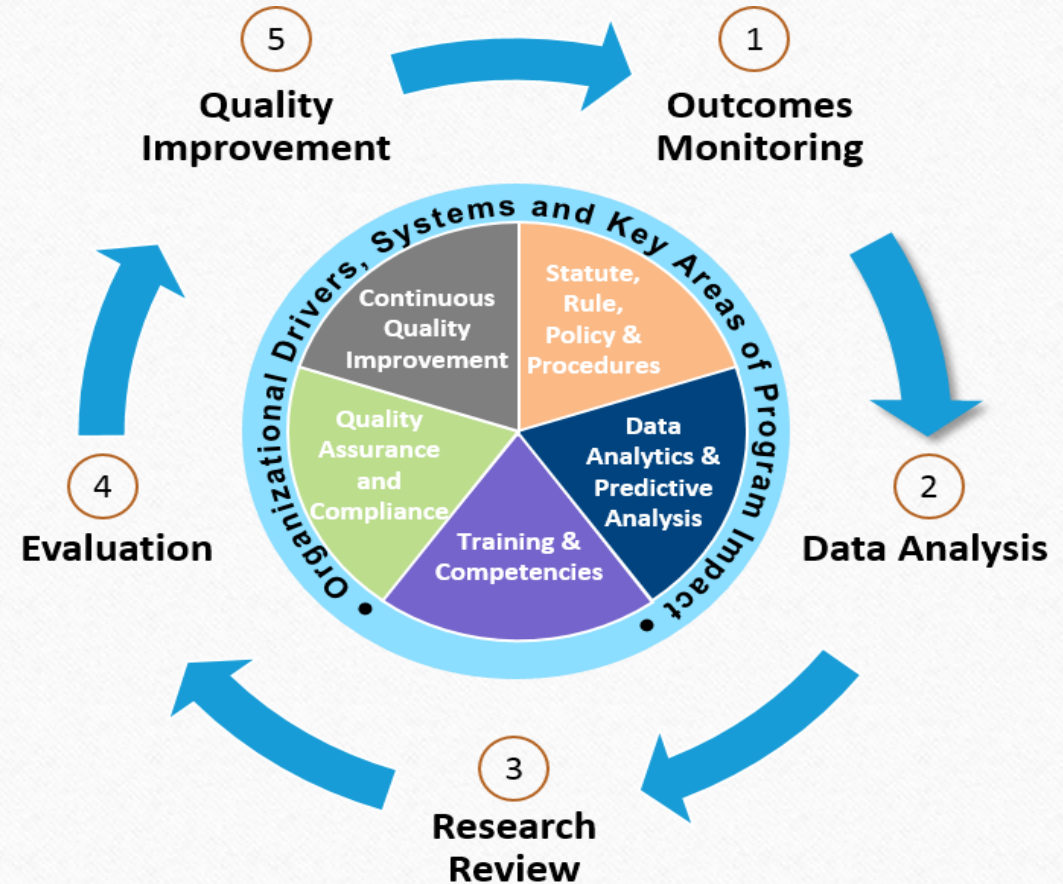 5
Quality
Improvement
1
Outcomes
Monitoring
2
Data Analysis
3
Research
Review
4
Evaluation
• Organizational Drivers, Systems and Key Areas of Program Impact •
Continuous
Quality
Improvement
Statute,
Rule,
Policy &
Procedures
Data
Analytics &
Predictive
Analysis
Training &
Competencies
Quality
Assurance
and
Compliance